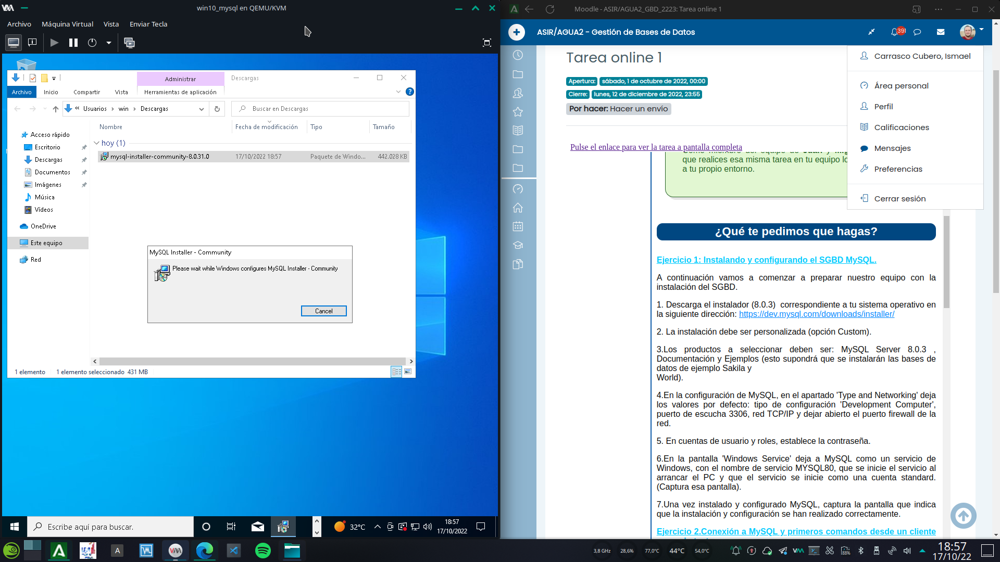 win10_mysql en QEMU/KVM
Archivo
Máquina Virtual
Vista
Enviar Tecla
Administrar
Descargas
Archivo
Inicio
Compartir
Vista
Herramientas de aplicación
«
Usuarios
win
Descargas
Buscar en Descargas
Nombre
Fecha de modificación
Tipo
Tamaño
Acceso rápido
Escritorio
Descargas
Documentos
Imágenes
Música
Vídeos
OneDrive
Este equipo
Red
hoy (1)
mysql-installer-community-8.0.31.0
17/10/2022 18:57
Paquete de Windo...
442.028 KB
MySQL Installer - Community
Please wait while Windows configures MySQL Installer - Community
Cancel
1 elemento
1 elemento seleccionado
431 MB
Escribe aquí para buscar.
32°C
18:57
17/10/2022
Moodle - ASIR/AGUA2_GBD_2223: Tarea online 1
ASIR/AGUA2 - Gestión de Bases de Datos
391
Tarea online 1
Apertura: sábado, 1 de octubre de 2022, 00:00
Cierre: lunes, 12 de diciembre de 2022, 23:55
Por hacer: Hacer un envío
Pulse el enlace para ver la tarea a pantalla completa
que realices esa misma tarea en tu equipo lo
a tu propio entorno.
Carrasco Cubero, Ismael
Área personal
Perfil
Calificaciones
Mensajes
Preferencias
Cerrar sesión
¿Qué te pedimos que hagas?
Ejercicio 1: Instalando y configurando el SGBD MySQL.
A continuación vamos a comenzar a preparar nuestro equipo con la
instalación del SGBD.
1. Descarga el instalador (8.0.3) correspondiente a tu sistema operativo en
la siguiente dirección: https://dev.mysql.com/downloads/installer/
2. La instalación debe ser personalizada (opción Custom).
3.Los productos a seleccionar deben ser: MySQL Server 8.0.3 ,
Documentación y Ejemplos (esto supondrá que se instalarán las bases de
datos de ejemplo Sakila y
World).
4.En la configuración de MySQL, en el apartado 'Type and Networking' deja
los valores por defecto: tipo de configuración 'Development Computer',
puerto de escucha 3306, red TCP/IP y dejar abierto el puerto firewall de la
red.
5. En cuentas de usuario y roles, establece la contraseña.
6.En la pantalla 'Windows Service' deja a MySQL como un servicio de
Windows, con el nombre de servicio MYSQL80, que se inicie el servicio al
arrancar el PC y que el servicio se inicie como una cuenta standard.
(Captura esa pantalla).
7.Una vez instalado y configurado MySQL, captura la pantalla que indica
que la instalación y configuración se han realizado correctamente.
Ejercicio 2.Conexión a MySQL y primeros comandos desde un cliente
3,8 GHz
28,6%
77,0°C
44°C
54,0°C
88%
18:57
17/10/22